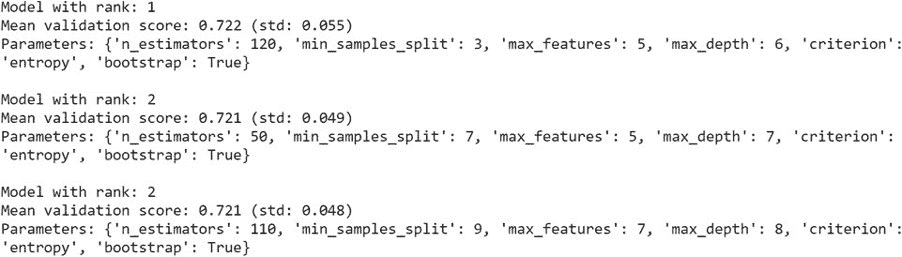 Model with rank: 1
Mean validation score: 0.722 (std: 0.055)
Parameters: {'n_estimators': 120, 'min_samples_split': 3, 'max_features': 5, 'max_depth': 6, 'criterion':
'entropy', 'bootstrap': True}
Model with rank: 2
Mean validation score: 0.721 (std: 0.049)
Parameters: {'n_estimators': 50, 'min_samples_split': 7, 'max_features': 5, 'max_depth': 7, 'criterion':
'entropy', 'bootstrap': True}
Model with rank: 2
Mean validation score: 0.721 (std: 0.048)
Parameters: {'n_estimators': 110, 'min_samples_split': 9, 'max_features': 7, 'max_depth': 8, 'criterion':
'entropy', 'bootstrap': True}